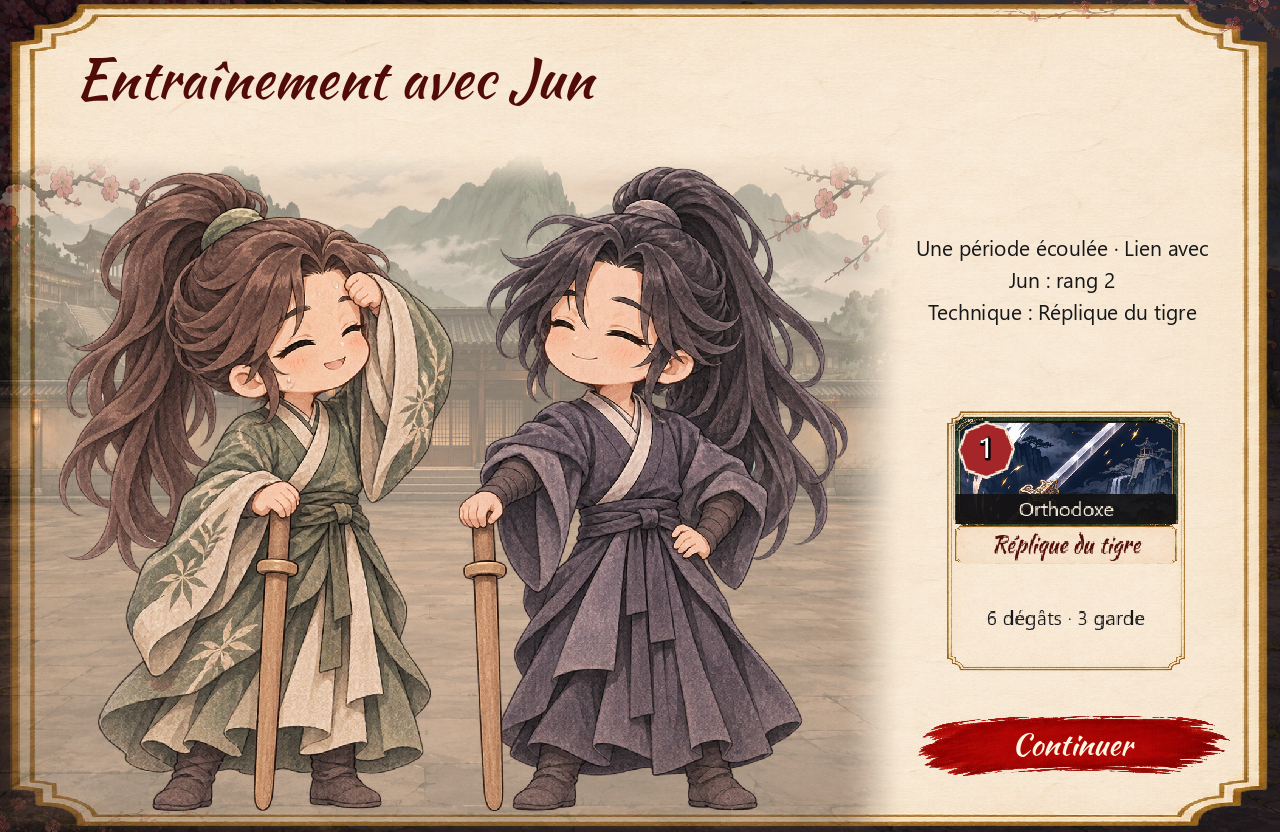 Entraînement avec Jun
Une période écoulée · Lien avec
Jun : rang 2
Technique : Réplique du tigre
1
Orthodoxe
Réplique du tigre
6 dégâts · 3 garde
Continuer